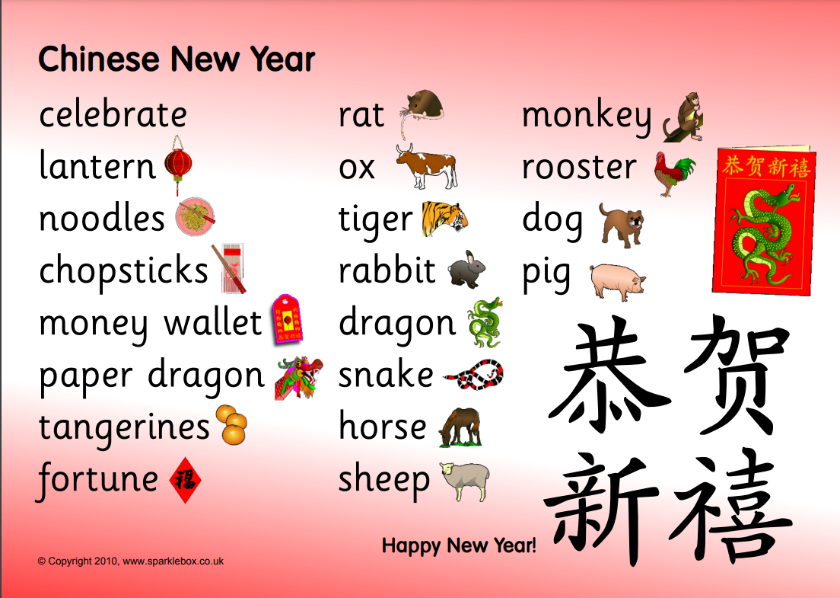 Chinese New Year
celebrate
lantern
noodles
chopsticks
money wallet
paper dragon
tangerines
fortune
福
rat
ox
tiger
rabbit
dragon
snake
horse
sheep
monkey
rooster
dog
pig
恭贺新禧
恭贺
新禧
Happy New Year!
© Copyright 2010, www.sparklebox.co.uk